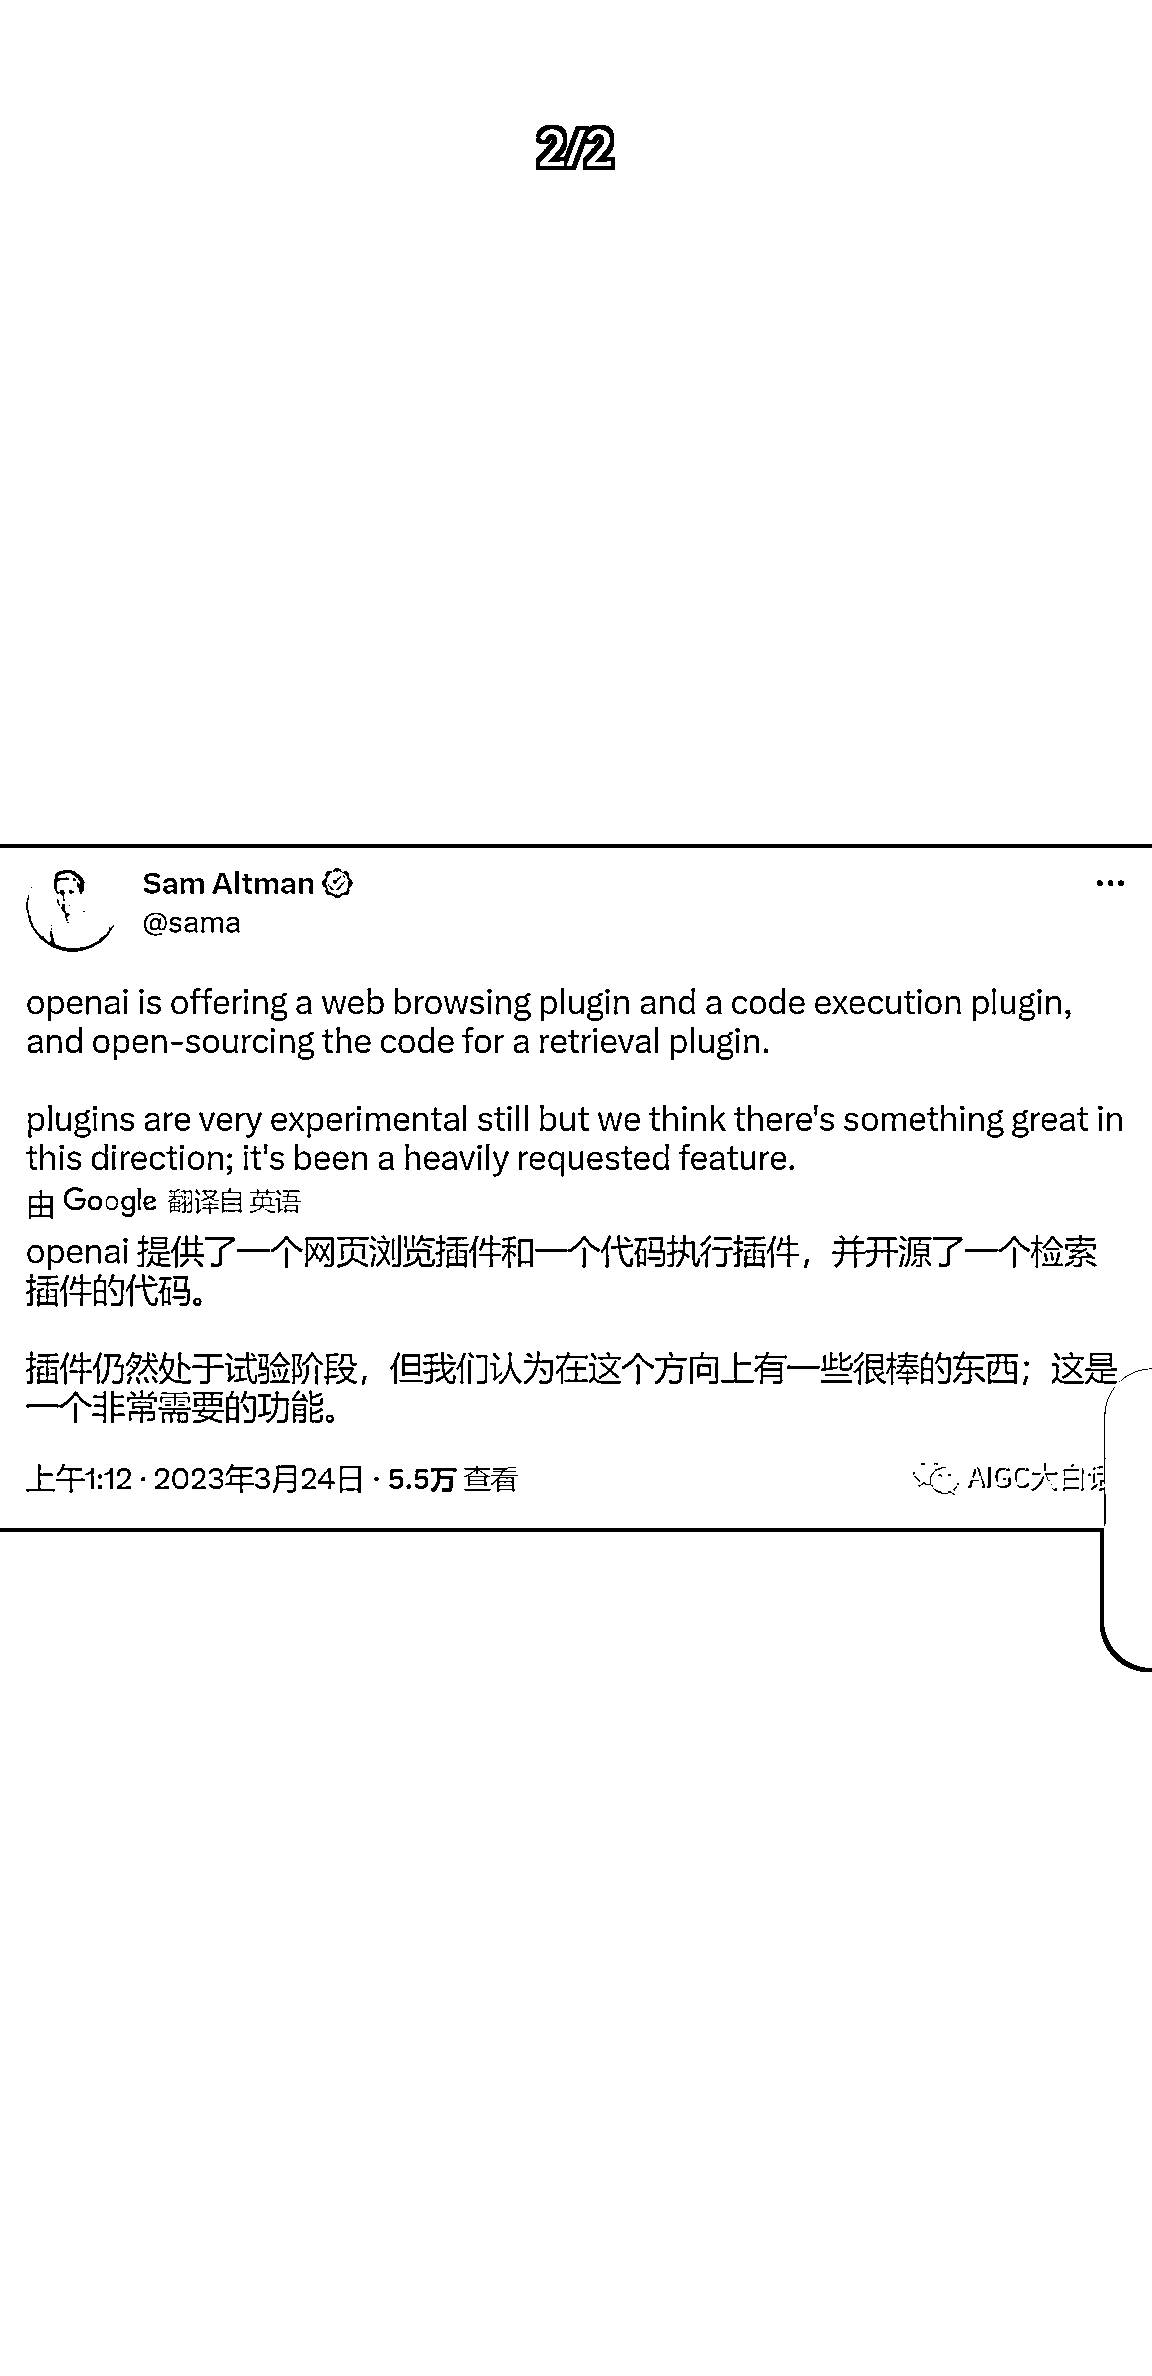 2/2
Sam Altman
@sama
openai is offering a web browsing plugin and a code execution plugin,
and open-sourcing the code for a retrieval plugin.
plugins are very experimental still but we think there's something great in
this direction; it's been a heavily requested feature.
由 Google 翻译自 英语
openai 提供了一个网页浏览插件和一个代码执行插件，并开源了一个检索
插件的代码。
插件仍然处于试验阶段，但我们认为在这个方向上有一些很棒的东西；这是
一个非常需要的功能。
上午1:12 · 2023年3月24日 · 5.5万 查看
AIGC大白话